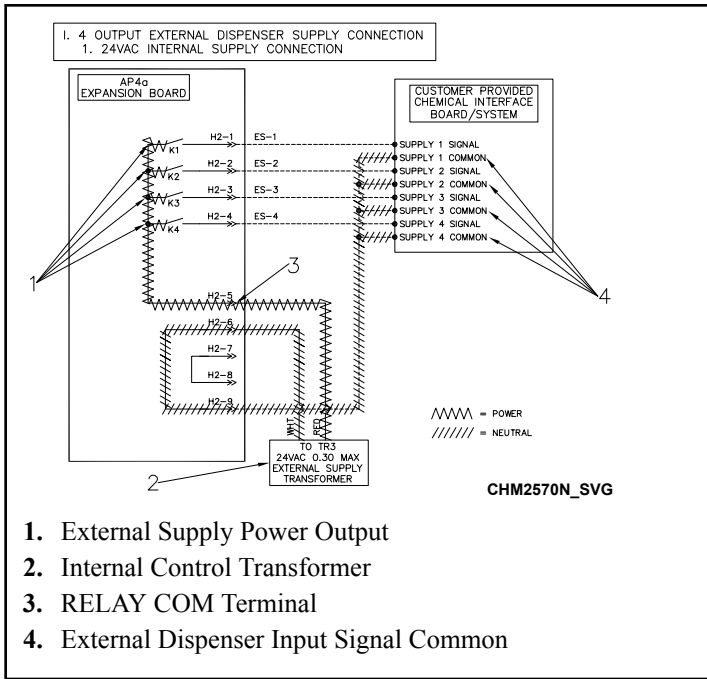 I. 4 OUTPUT EXTERNAL DISPENSER SUPPLY CONNECTION
1. 24VAC INTERNAL SUPPLY CONNECTION
AP4a
EXPANSION BOARD
CUSTOMER PROVIDED
CHEMICAL INTERFACE
BOARD/SYSTEM
K1 H2-1 ES-1 SUPPLY 1 SIGNAL
SUPPLY 1 COMMON
K2 H2-2 ES-2 SUPPLY 2 SIGNAL
SUPPLY 2 COMMON
K3 H2-3 ES-3 SUPPLY 3 SIGNAL
SUPPLY 3 COMMON
K4 H2-4 ES-4 SUPPLY 4 SIGNAL
SUPPLY 4 COMMON
1
3
4
H2-5
H2-6
H2-7
H2-8
H2-9
= POWER
= NEUTRAL
WHT
RED
TO TR3
24VAC 0.30 MAX
EXTERNAL SUPPLY
TRANSFORMER
2
CHM2570N_SVG
1. External Supply Power Output
2. Internal Control Transformer
3. RELAY COM Terminal
4. External Dispenser Input Signal Common